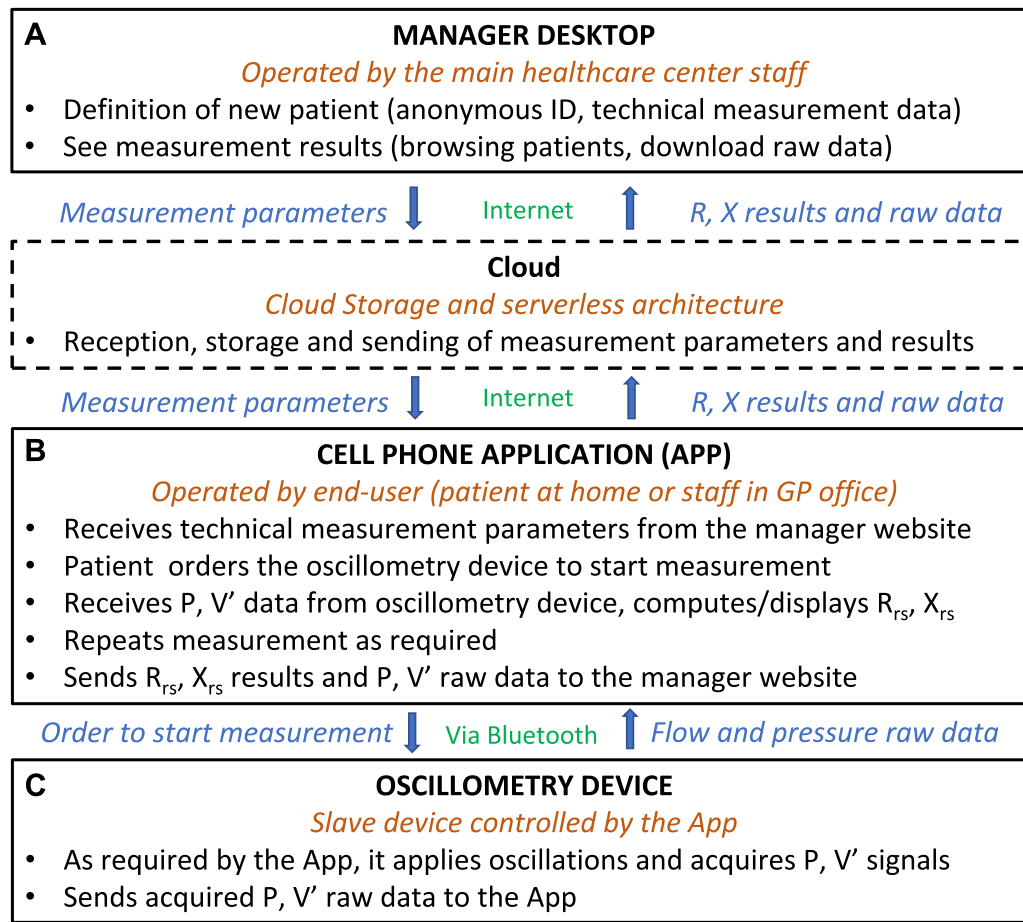 A
MANAGER DESKTOP
Operated by the main healthcare center staff
• Definition of new patient (anonymous ID, technical measurement data)
• See measurement results (browsing patients, download raw data)
Measurement parameters Internet R, X results and raw data
Cloud
Cloud Storage and serverless architecture
• Reception, storage and sending of measurement parameters and results
Measurement parameters Internet R, X results and raw data
B
CELL PHONE APPLICATION (APP)
Operated by end-user (patient at home or staff in GP office)
• Receives technical measurement parameters from the manager website
• Patient orders the oscillometry device to start measurement
• Receives P, V’ data from oscillometry device, computes/displays Rrs, Xrs
• Repeats measurement as required
• Sends Rrs, Xrs results and P, V’ raw data to the manager website
Order to start measurement Via Bluetooth Flow and pressure raw data
C
OSCILLOMETRY DEVICE
Slave device controlled by the App
• As required by the App, it applies oscillations and acquires P, V’ signals
• Sends acquired P, V’ raw data to the App